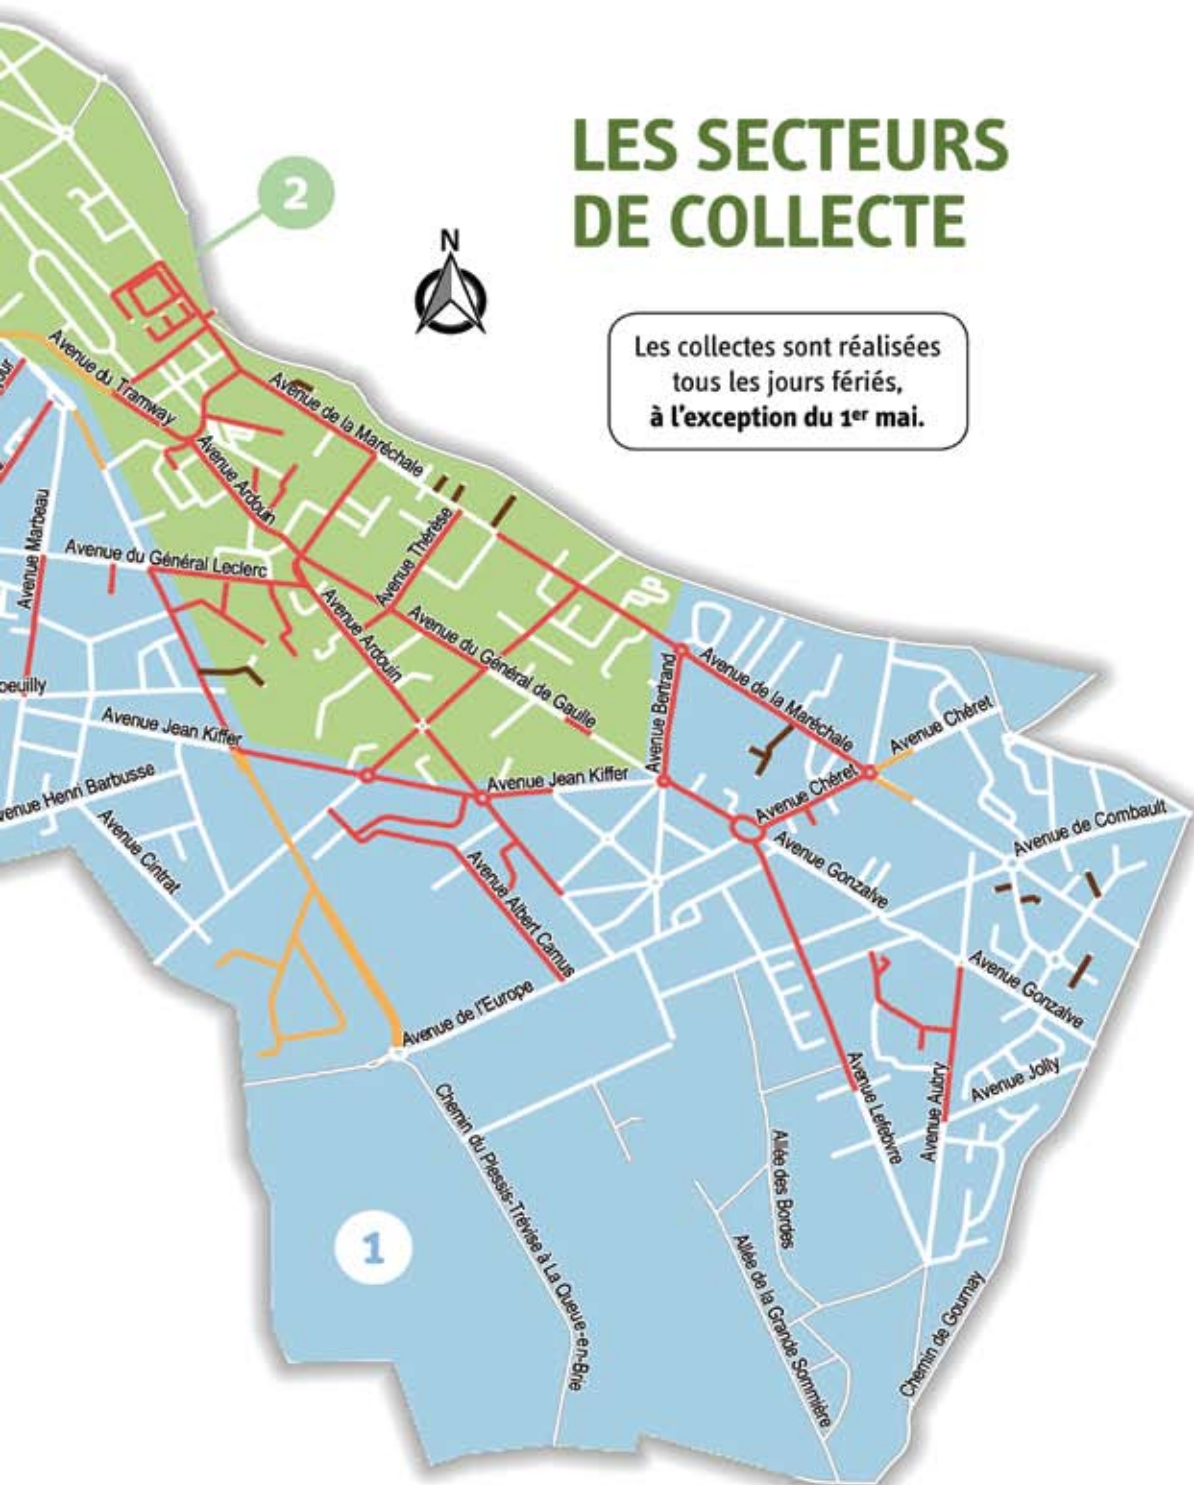 LES SECTEURS
DE COLLECTE
2
N
Les collectes sont réalisées
tous les jours fériés,
à l'exception du 1er mai.
Avenue du Tramway
Avenue de la Maréchale
Avenue Ardouin
Avenue Marbeau
Avenue du Général Leclerc
Avenue Thérèse
Avenue Ardouin
Avenue du Général de Gaulle
Avenue Bertrand
Avenue de la Maréchale
Avenue Chéret
Avenue Jean Kiffer
Avenue Jean Kiffer
Avenue Chéret
Avenue Henri Barbusse
Avenue Cintrat
Avenue de Combault
Avenue Gonzalve
Avenue Albert Camus
Avenue Gonzalve
Avenue de l'Europe
Avenue Jolly
Avenue Lefebvre
Avenue Aubry
Chemin du Plessis-Trévise à La Queue-en-Brie
Allée des Bordes
1
Allée de la Grande Sommière
Chemin de Gournay